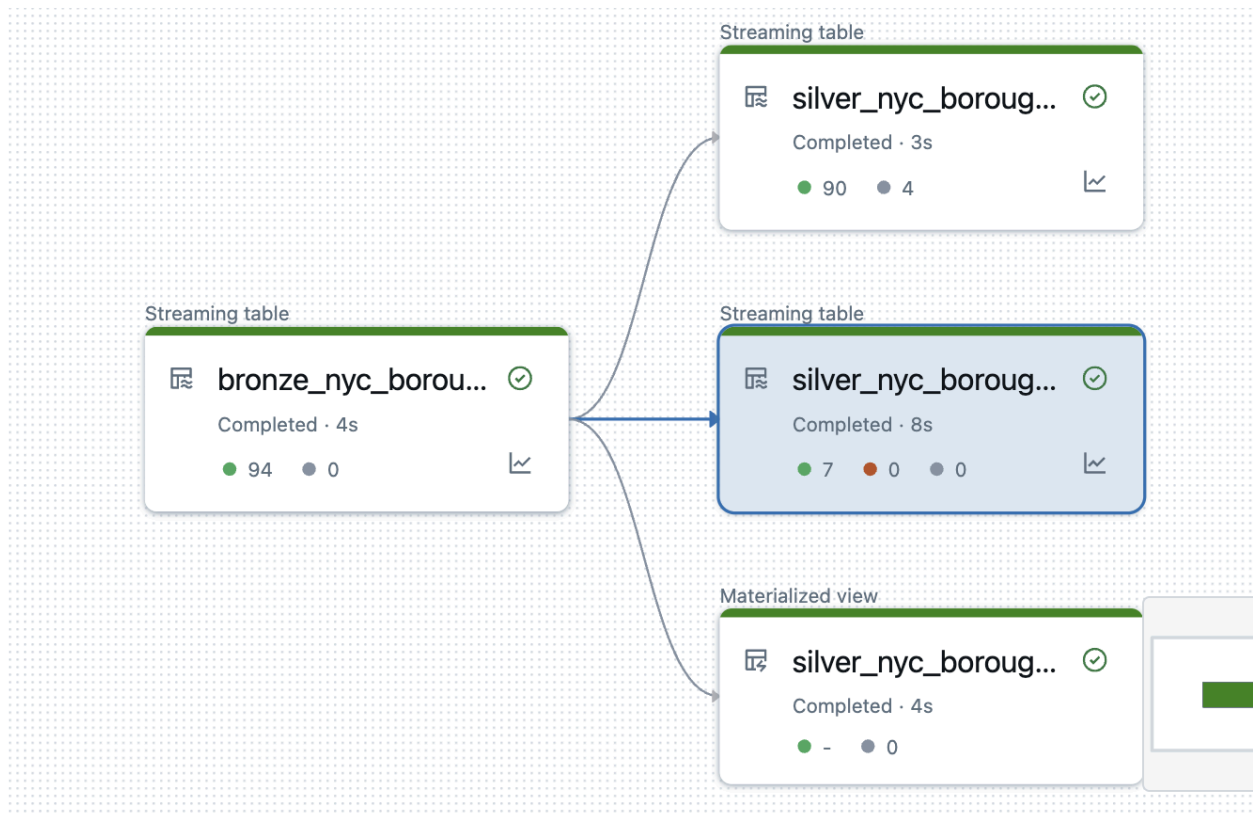 Streaming table
silver_nyc_boroug...
Completed · 3s
90 4
Streaming table
bronze_nyc_borou...
Completed · 4s
94 0
Streaming table
silver_nyc_boroug...
Completed · 8s
7 0 0
Materialized view
silver_nyc_boroug...
Completed · 4s
- 0